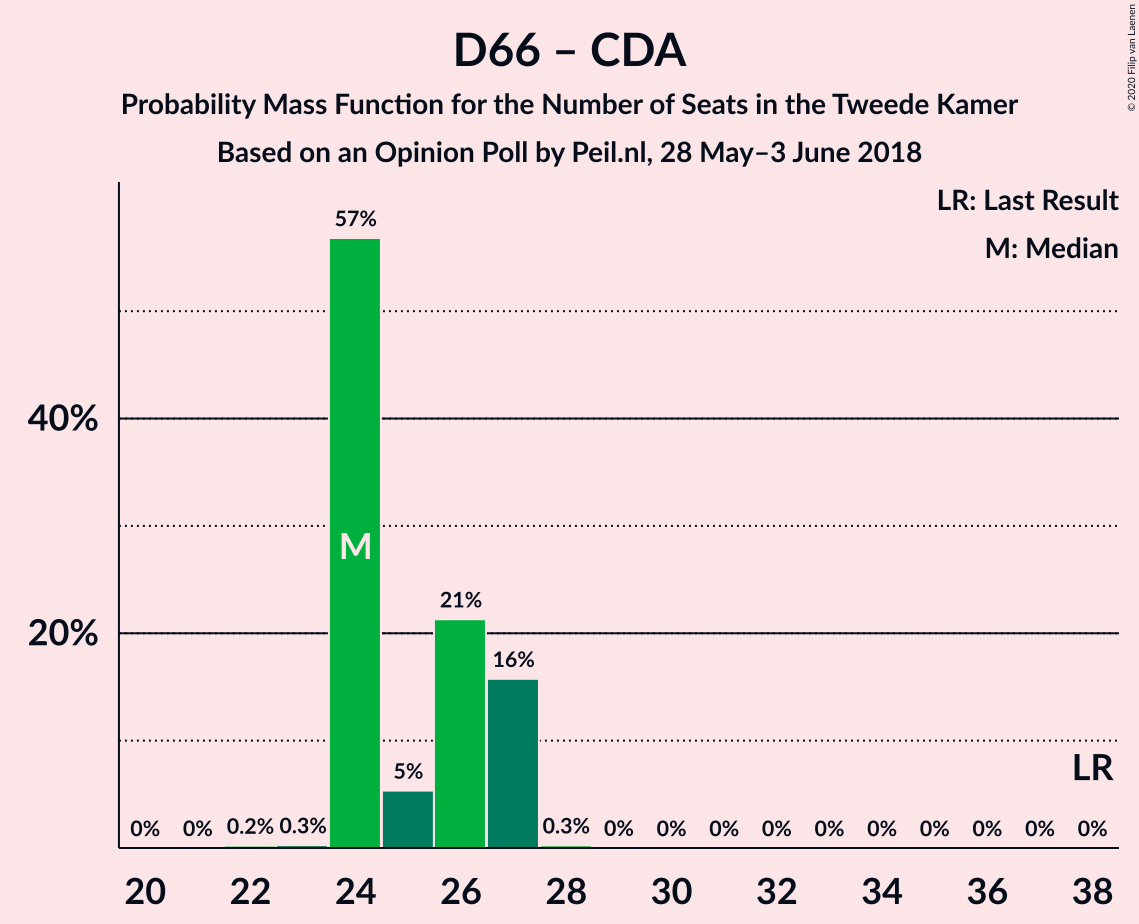 D66 – CDA
Probability Mass Function for the Number of Seats in the Tweede Kamer
Based on an Opinion Poll by Peil.nl, 28 May–3 June 2018
© 2020 Filip van Laenen
LR: Last Result
M: Median
57%
40%
M
21%
20%
16%
LR
5%
0% 0% 0.2% 0.3% 0.3% 0% 0% 0% 0% 0% 0% 0% 0% 0% 0%
20 22 24 26 28 30 32 34 36 38